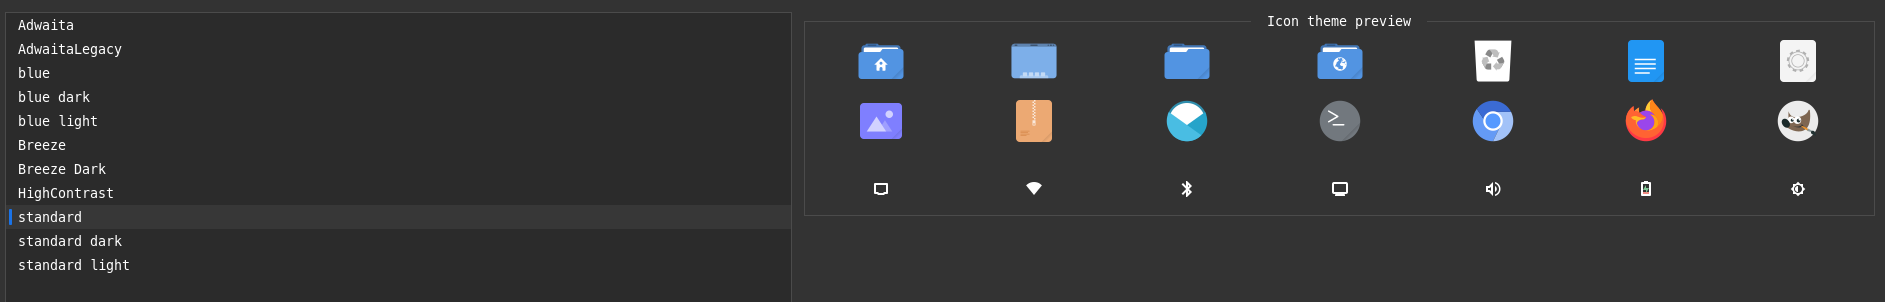 Adwaita
AdwaitaLegacy
blue
blue dark
blue light
Breeze
Breeze Dark
HighContrast
standard
standard dark
standard light
Icon theme preview